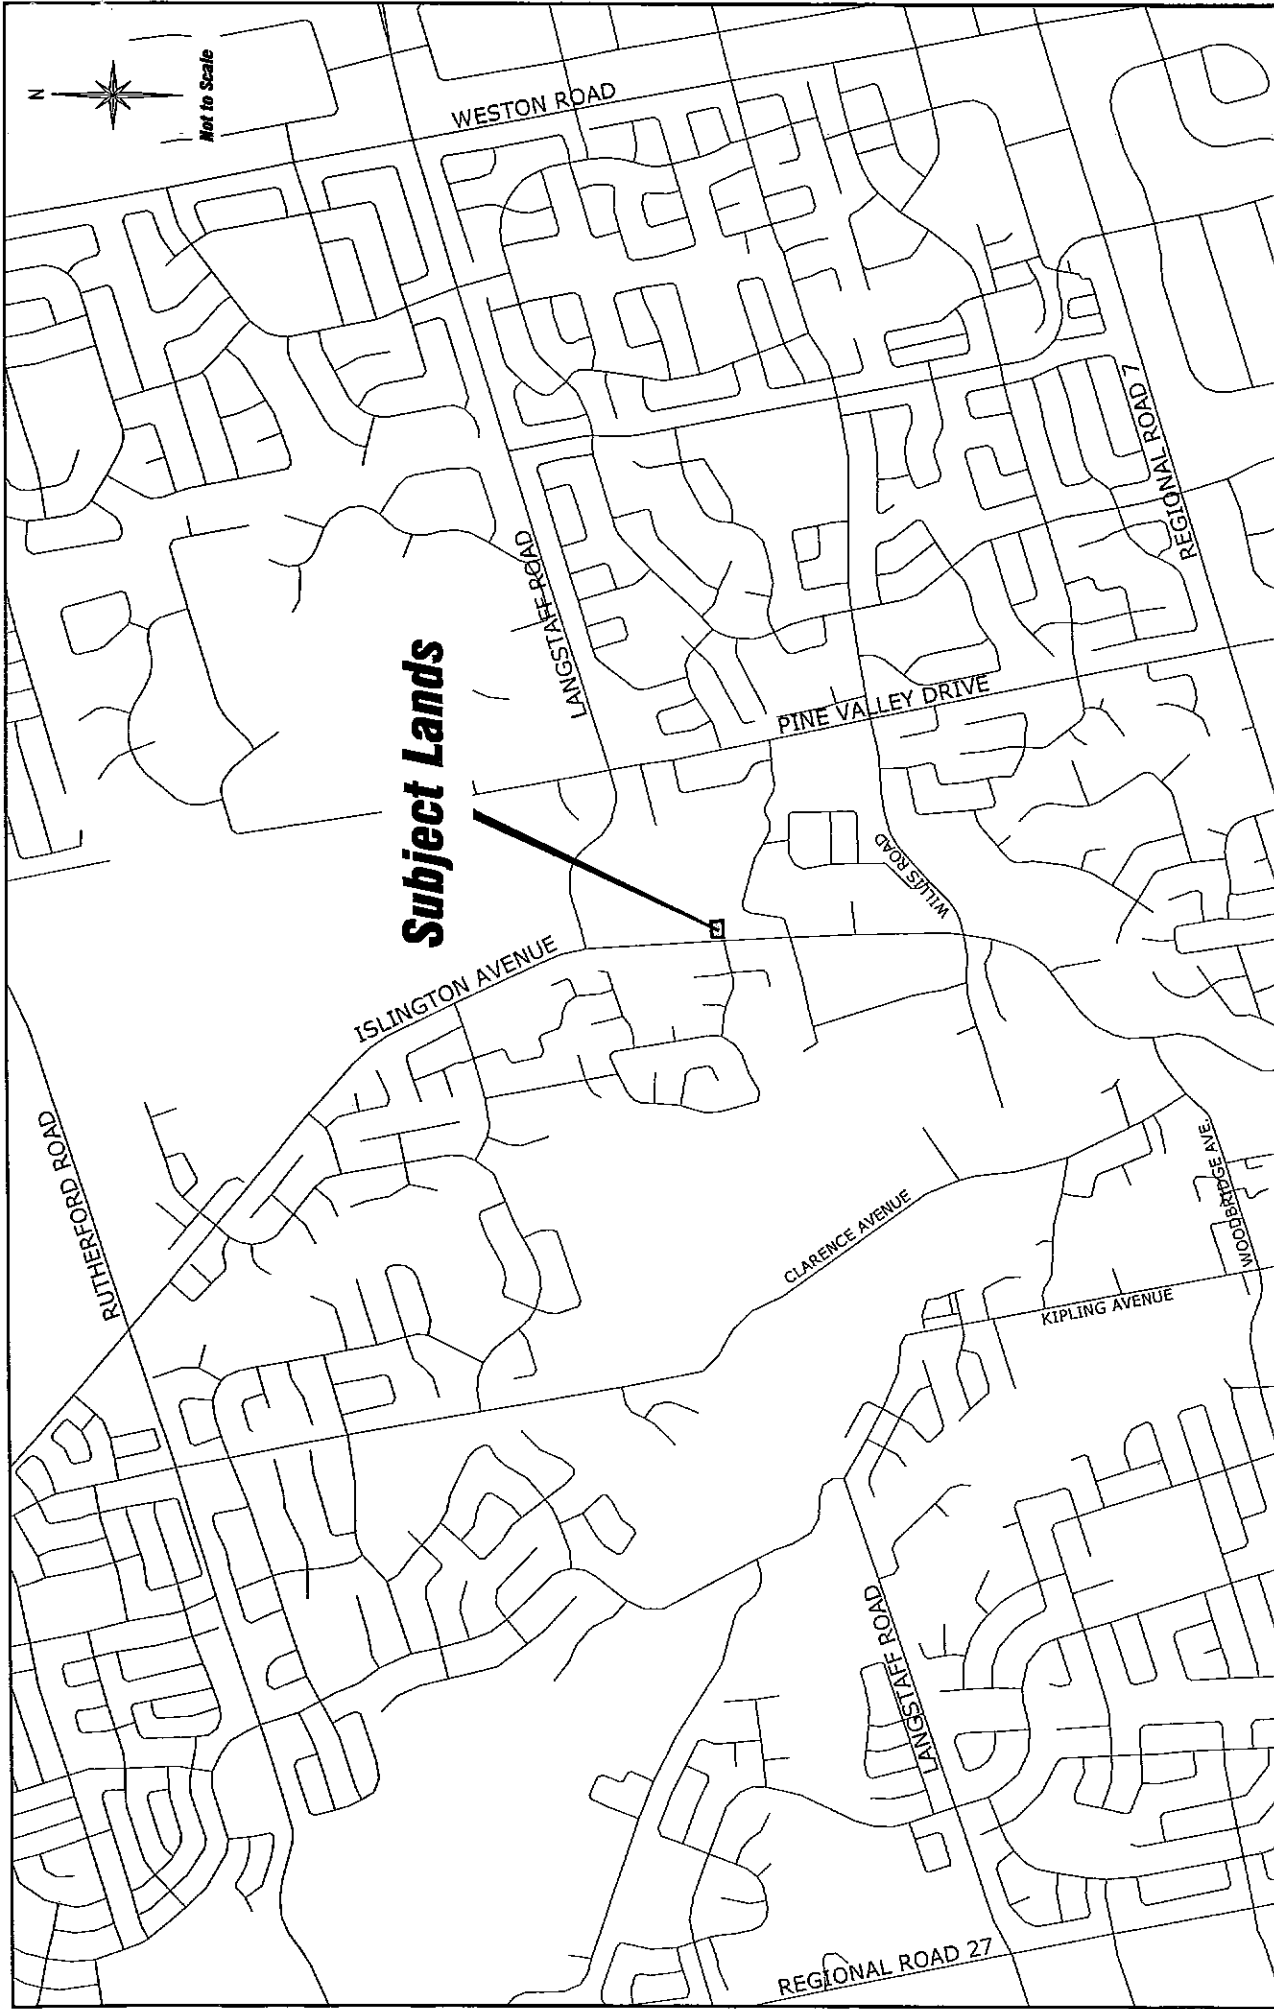 N
Not to Scale
WESTON ROAD
LANGSTAFF ROAD
REGIONAL ROAD 7
Subject Lands
PINE VALLEY DRIVE
WILLIS ROAD
ISLINGTON AVENUE
RUTHERFORD ROAD
CLARENCE AVENUE
WOODBRIDGE AVE.
KIPLING AVENUE
LANGSTAFF ROAD
REGIONAL ROAD 27